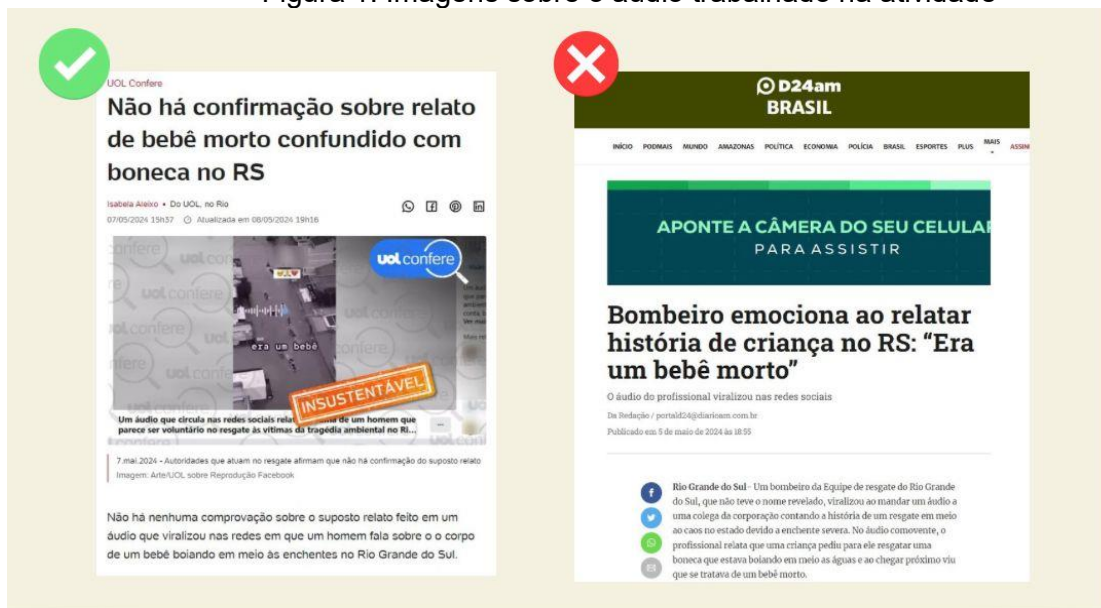 Figura 1: Imagens sobre o áudio trabalhado na atividade
UOL Confere
Não há confirmação sobre relato
de bebê morto confundido com
boneca no RS
Isabela Aleixo • Do UOL, no Rio
07/05/2024 15h37 Atualizada em 08/05/2024 19h16
uol confere
era um bebê
INSUSTENTÁVEL
Um áudio que circula nas redes sociais de um homem que
parece ser voluntário no resgate às vítimas da tragédia ambiental no
7.mai.2024 - Autoridades que atuam no resgate afirmam que não há confirmação do suposto relato
Imagem: Arte/UOL sobre Reprodução Facebook
Não há nenhuma comprovação sobre o suposto relato feito em um
áudio que viralizou nas redes em que um homem fala sobre o o corpo
de um bebê boiando em meio às enchentes no Rio Grande do Sul.
D24am
BRASIL
INÍCIO PODMAIS MUNDO AMAZONAS POLÍTICA ECONOMIA POLÍCIA BRASIL ESPORTES PLUS MAIS
APONTE A CÂMERA DO SEU CELULAR
PARA ASSISTIR
Bombeiro emociona ao relatar
história de criança no RS: “Era
um bebê morto”
O áudio do profissional viralizou nas redes sociais
Da Redação / portald24@diarioam.com.br
Publicado em 5 de maio de 2024 às 18:55
Rio Grande do Sul- Um bombeiro da Equipe de resgate do Rio Grande
do Sul, que não teve o nome revelado, viralizou ao mandar um áudio a
uma colega da corporação contando a história de um resgate em meio
ao caos no estado devido a enchente severa. No áudio comovente, o
profissional relata que uma criança pediu para ele resgatar uma
boneca que estava boiando em meio as águas e ao chegar próximo viu
que se tratava de um bebê morto.